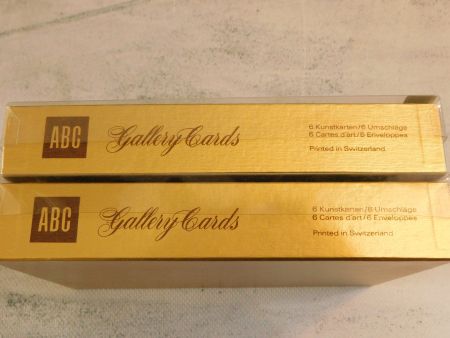 ABC Gallery Cards
6 Kunstkarten/6 Umschläge
6 Cartes d'art/6 Enveloppes
Printed in Switzerland
ABC Gallery Cards
6 Kunstkarten/6 Umschläge
6 Cartes d'art/6 Enveloppes
Printed in Switzerland